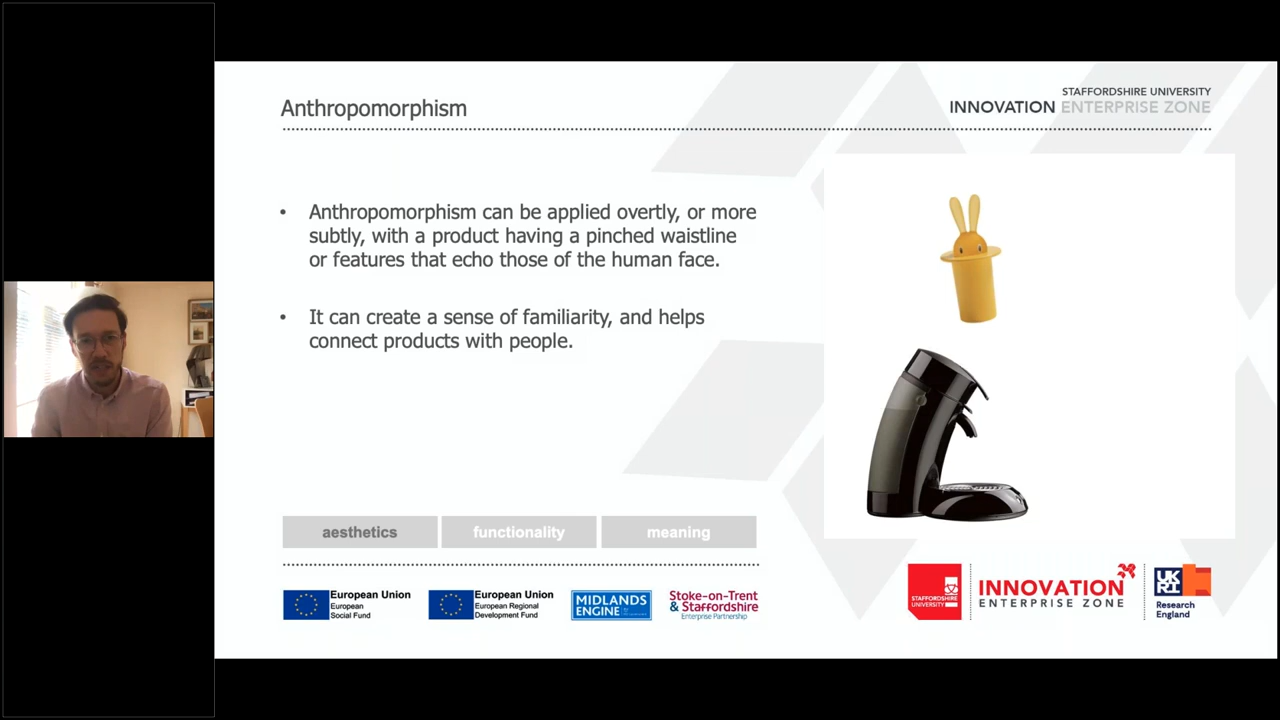 Anthropomorphism
STAFFORDSHIRE UNIVERSITY
INNOVATION ENTERPRISE ZONE
• Anthropomorphism can be applied overtly, or more
subtly, with a product having a pinched waistline
or features that echo those of the human face.
• It can create a sense of familiarity, and helps
connect products with people.
aesthetics
functionality
meaning
European Union
European
Social Fund
European Union
European Regional
Development Fund
MIDLANDS
ENGINE
Stoke-on-Trent
& Staffordshire
Enterprise Partnership
STAFFORDSHIRE
UNIVERSITY
INNOVATION
ENTERPRISE ZONE
UK
RI
Research
England